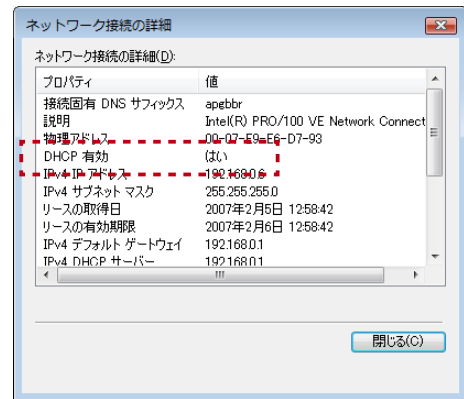 ネットワーク接続の詳細
ネットワーク接続の詳細(D):
プロパティ 値
接続固有 DNS サフィックス apgbbr
説明 Intel(R) PRO/100 VE Network Connect
物理アドレス 00-07-E9-E6-D7-93
DHCP 有効 はい
IPv4 IP アドレス 192.168.0.6
IPv4 サブネット マスク 255.255.255.0
リースの取得日 2007年2月5日 12:58:42
リースの有効期限 2007年2月6日 12:58:42
IPv4 デフォルト ゲートウェイ 192.168.0.1
IPv4 DHCP サーバー 192.168.0.1
閉じる(C)